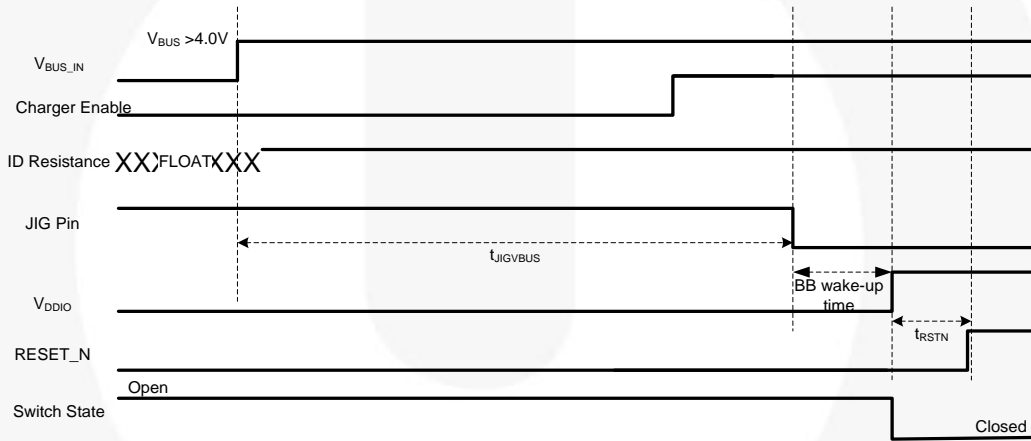 VBUS >4.0V
VBUS_IN
Charger Enable
ID Resistance XXXFLOATXXX
JIG Pin
tJIGVBUS
BB wake-up
time
VDDIO
tRSTN
RESET_N
Open
Switch State
Closed